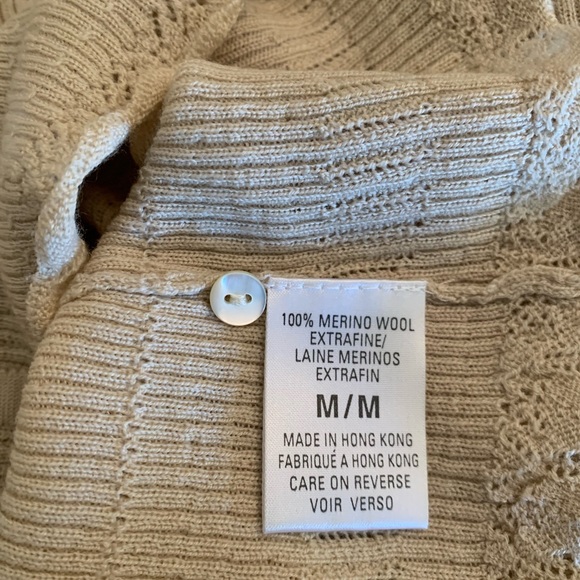 100% MERINO WOOL
EXTRAFINE/
LAINE MERINOS
EXTRAFIN
M/M
MADE IN HONG KONG
FABRIQUÉ A HONG KONG
CARE ON REVERSE
VOIR VERSO